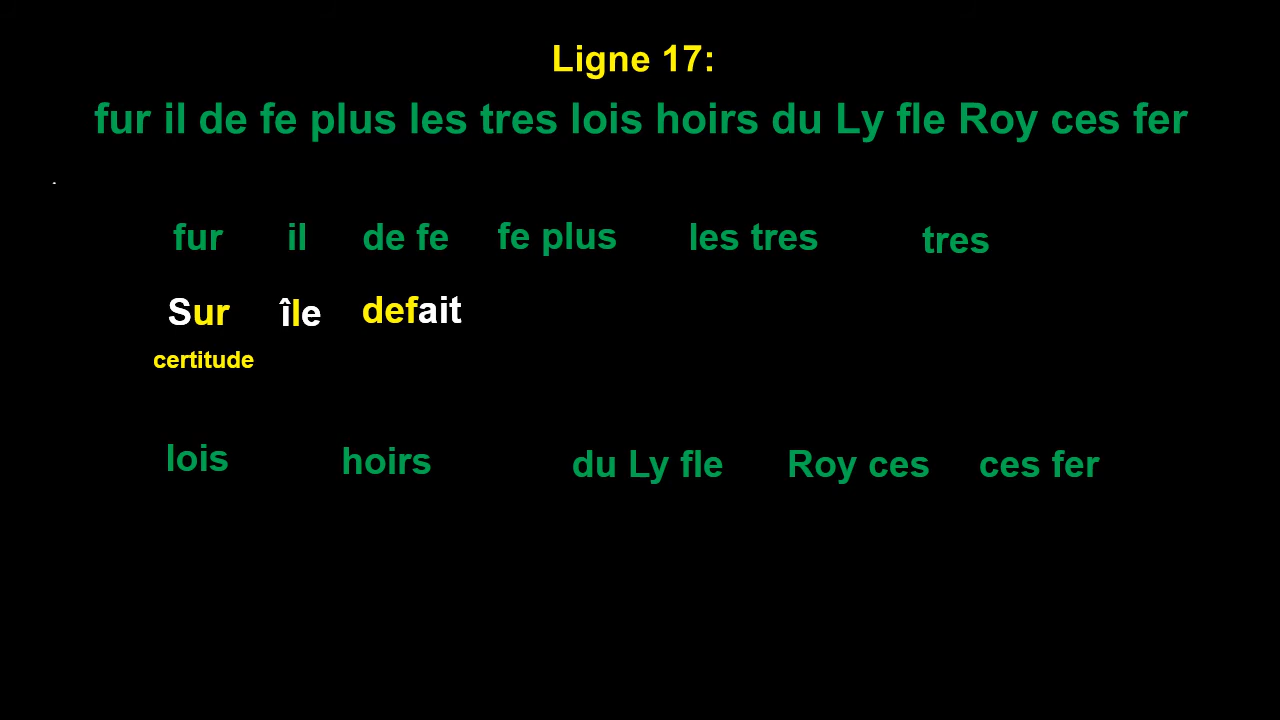 Ligne 17:
fur il de fe plus les tres lois hoirs du Ly fle Roy ces fer
fur il de fe fe plus les tres tres
Sur île defait
certitude
lois hoirs du Ly fle Roy ces ces fer